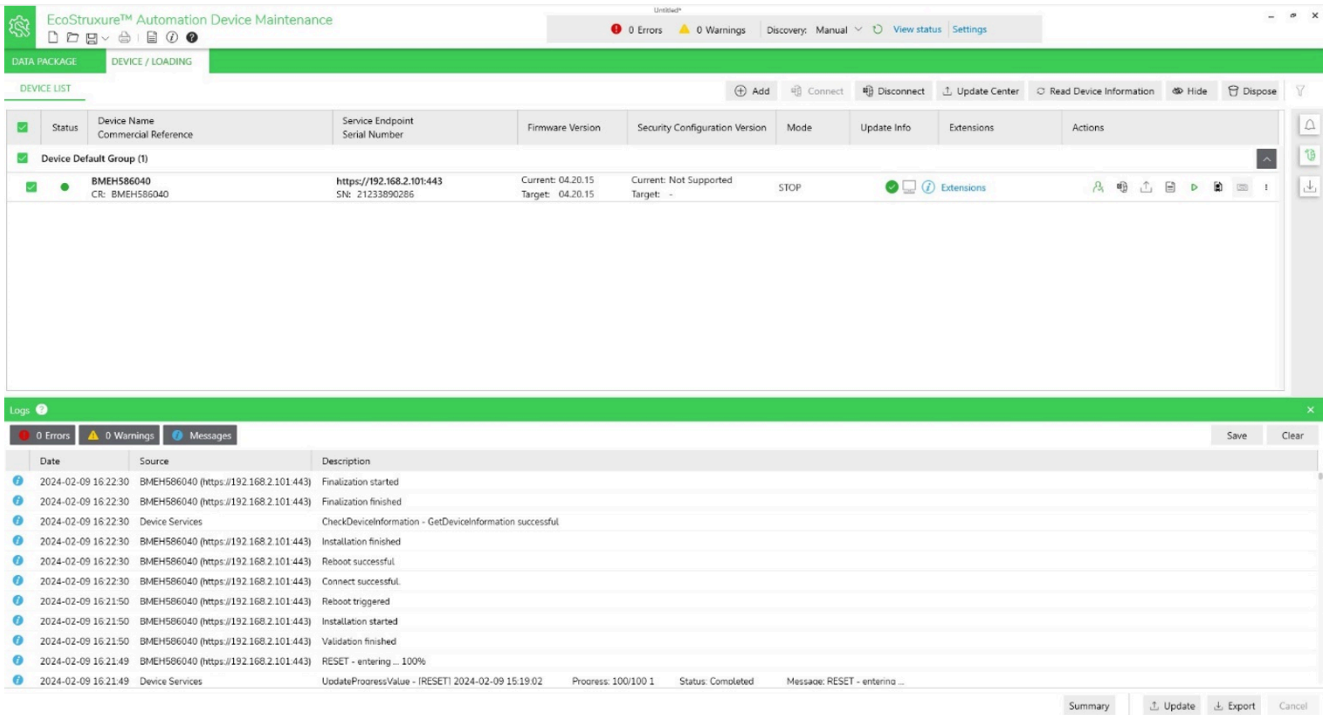 Untitled*
EcoStruxure™ Automation Device Maintenance
0 Errors 0 Warnings Discovery: Manual View status Settings
DATA PACKAGE DEVICE / LOADING
DEVICE LIST
Add Connect Disconnect Update Center Read Device Information Hide Dispose
Status Device Name Service Endpoint Firmware Version Security Configuration Version Mode Update Info Extensions Actions
Commercial Reference Serial Number
Device Default Group (1)
BMEH586040 https://192.168.2.101:443 Current: 04.20.15 Current: Not Supported STOP Extensions
CR: BMEH586040 SN: 21233890286 Target: 04.20.15 Target: -
Logs ?
0 Errors 0 Warnings Messages Save Clear
Date Source Description
2024-02-09 16:22:30 BMEH586040 (https://192.168.2.101:443) Finalization started
2024-02-09 16:22:30 BMEH586040 (https://192.168.2.101:443) Finalization finished
2024-02-09 16:22:30 Device Services CheckDeviceInformation - GetDeviceInformation successful
2024-02-09 16:22:30 BMEH586040 (https://192.168.2.101:443) Installation finished
2024-02-09 16:22:30 BMEH586040 (https://192.168.2.101:443) Reboot successful
2024-02-09 16:22:30 BMEH586040 (https://192.168.2.101:443) Connect successful.
2024-02-09 16:21:50 BMEH586040 (https://192.168.2.101:443) Reboot triggered
2024-02-09 16:21:50 BMEH586040 (https://192.168.2.101:443) Installation started
2024-02-09 16:21:50 BMEH586040 (https://192.168.2.101:443) Validation finished
2024-02-09 16:21:49 BMEH586040 (https://192.168.2.101:443) RESET - entering ... 100%
2024-02-09 16:21:49 Device Services UpdateProgressValue - [RESET] 2024-02-09 15:19:02 Progress: 100/100 1 Status: Completed Message: RESET - entering ...
Summary Update Export Cancel